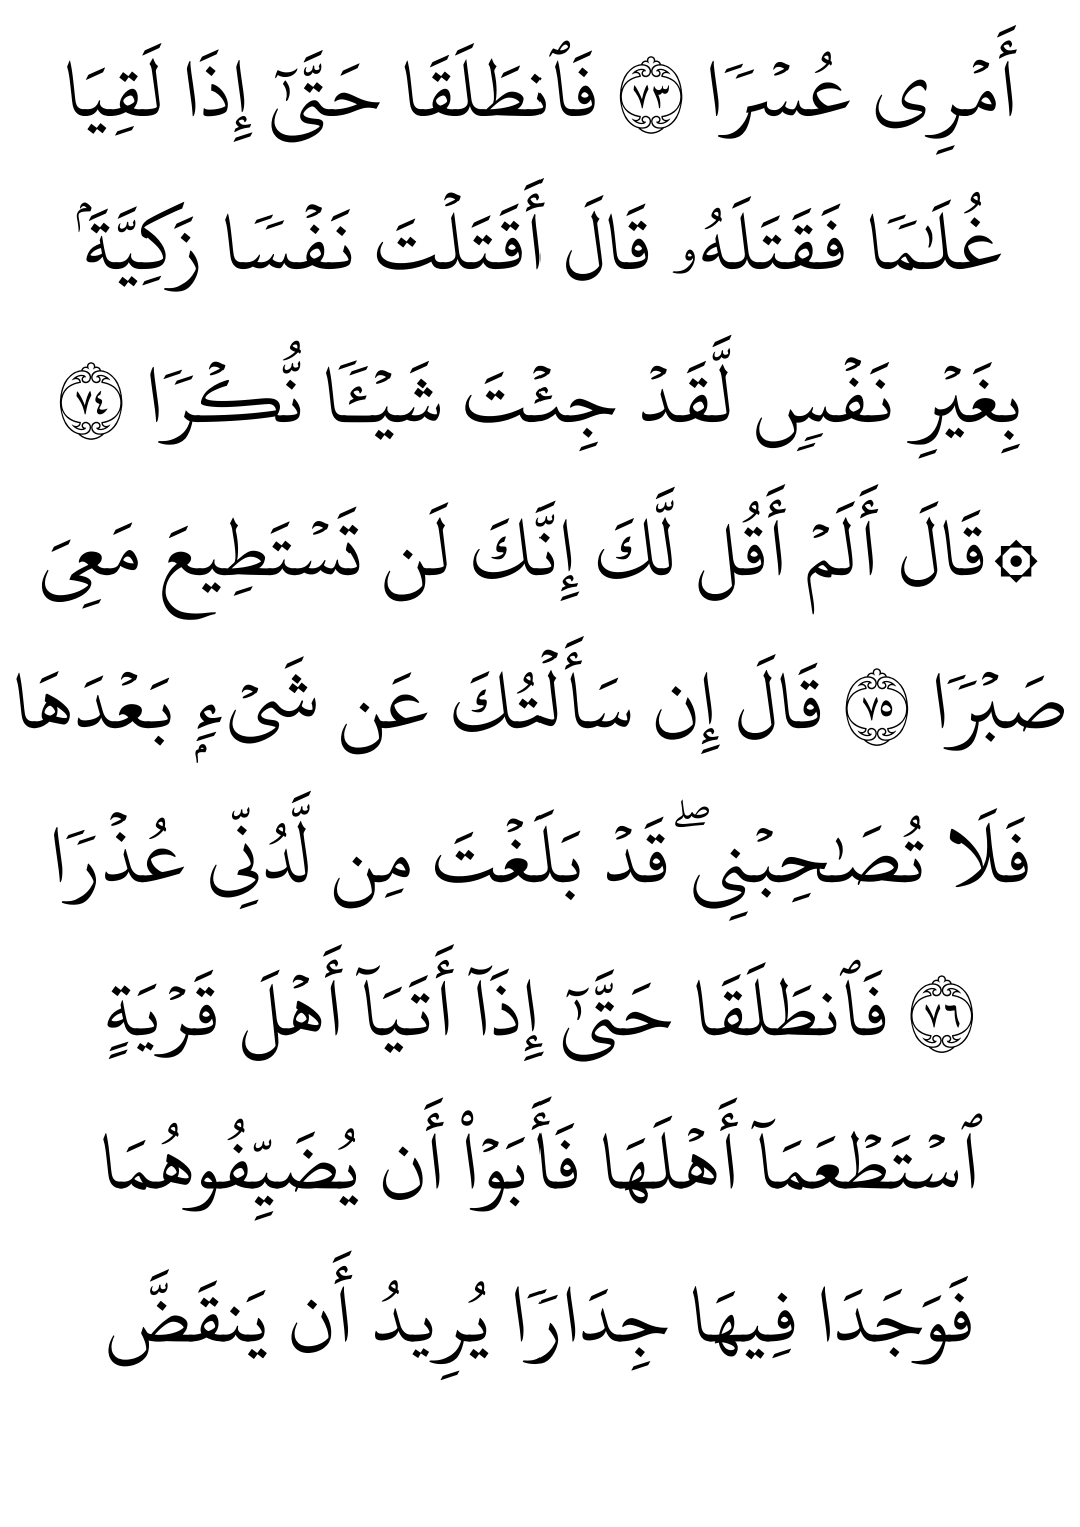 أَمۡرِي عُسۡرٗا ٧٣ فَٱنطَلَقَا حَتَّىٰٓ إِذَا لَقِيَا
غُلَٰمٗا فَقَتَلَهُۥ قَالَ أَقَتَلۡتَ نَفۡسٗا زَكِيَّةَۢ
بِغَيۡرِ نَفۡسٖ لَّقَدۡ جِئۡتَ شَيۡـٔٗا نُّكۡرٗا ٧٤
۞قَالَ أَلَمۡ أَقُل لَّكَ إِنَّكَ لَن تَسۡتَطِيعَ مَعِيَ
صَبۡرٗا ٧٥ قَالَ إِن سَأَلۡتُكَ عَن شَيۡءِۭ بَعۡدَهَا
فَلَا تُصَٰحِبۡنِيۖ قَدۡ بَلَغۡتَ مِن لَّدُنِّي عُذۡرٗا
٧٦ فَٱنطَلَقَا حَتَّىٰٓ إِذَآ أَتَيَآ أَهۡلَ قَرۡيَةٍ
ٱسۡتَطۡعَمَآ أَهۡلَهَا فَأَبَوۡاْ أَن يُضَيِّفُوهُمَا
فَوَجَدَا فِيهَا جِدَارٗا يُرِيدُ أَن يَنقَضَّ